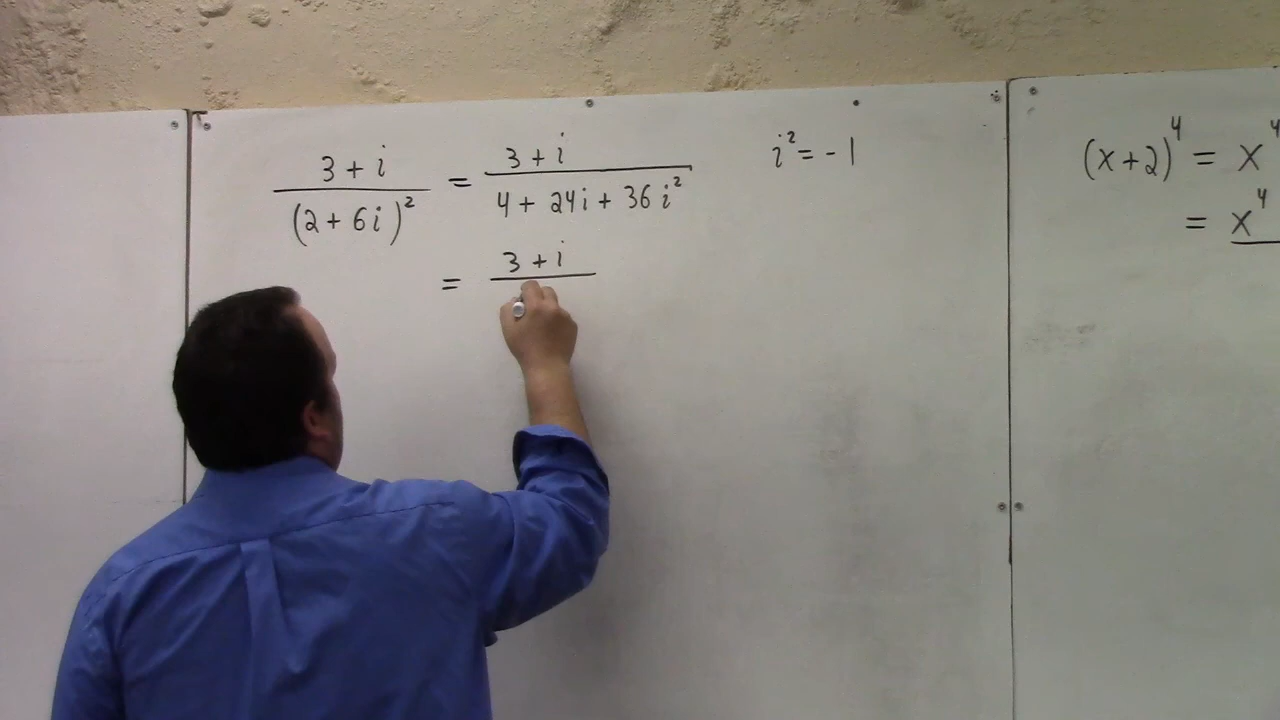 3 + i / (2 + 6i)² = 3 + i / 4 + 24i + 36i²
i² = -1
= 3 + i
(x+2)⁴ = x⁴
= x⁴